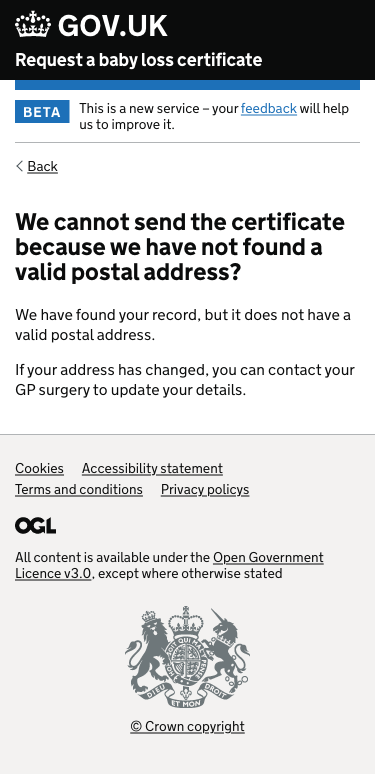 GOV.UK
Request a baby loss certificate
BETA
This is a new service – your feedback will help
us to improve it.
Back
We cannot send the certificate
because we have not found a
valid postal address?
We have found your record, but it does not have a
valid postal address.
If your address has changed, you can contact your
GP surgery to update your details.
Cookies Accessibility statement
Terms and conditions Privacy policys
OGL
All content is available under the Open Government
Licence v3.0, except where otherwise stated
DIEU ET MON DROIT
© Crown copyright